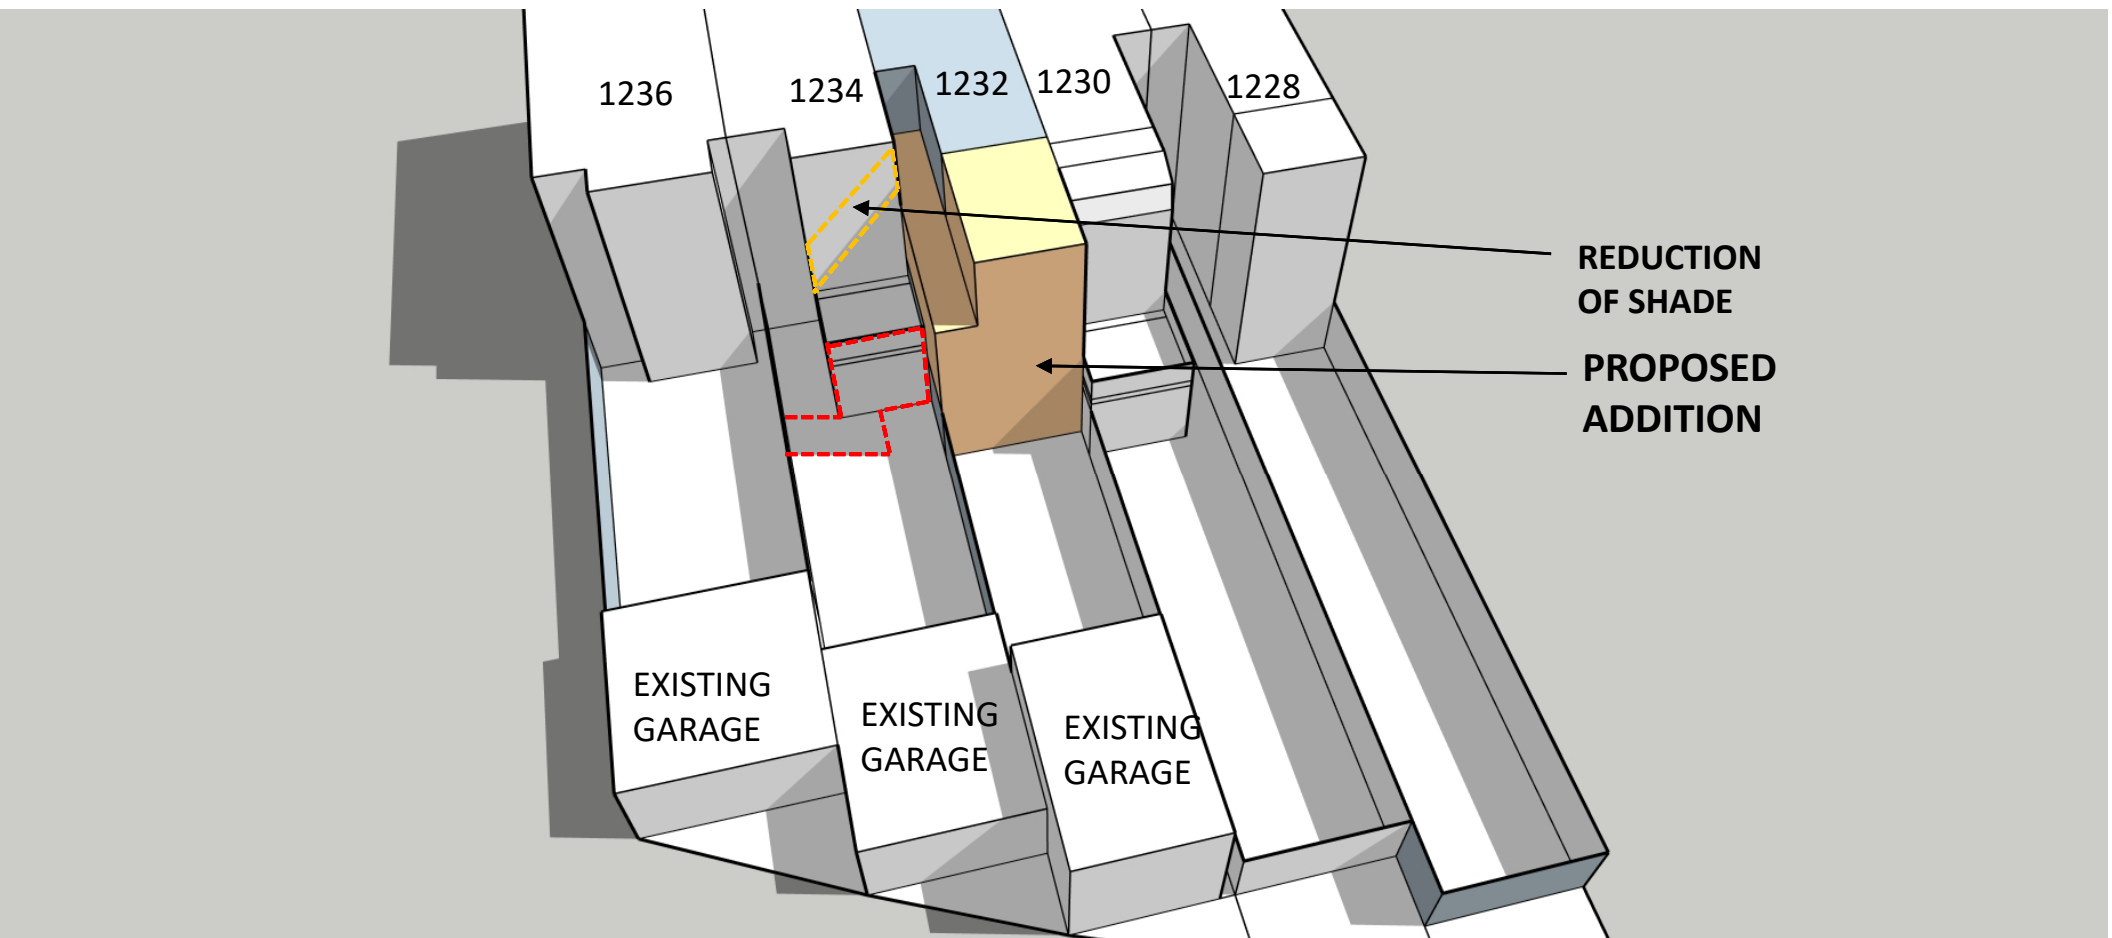 1236
1234
1232
1230
1228
REDUCTION
OF SHADE
PROPOSED
ADDITION
EXISTING
GARAGE
EXISTING
GARAGE
EXISTING
GARAGE